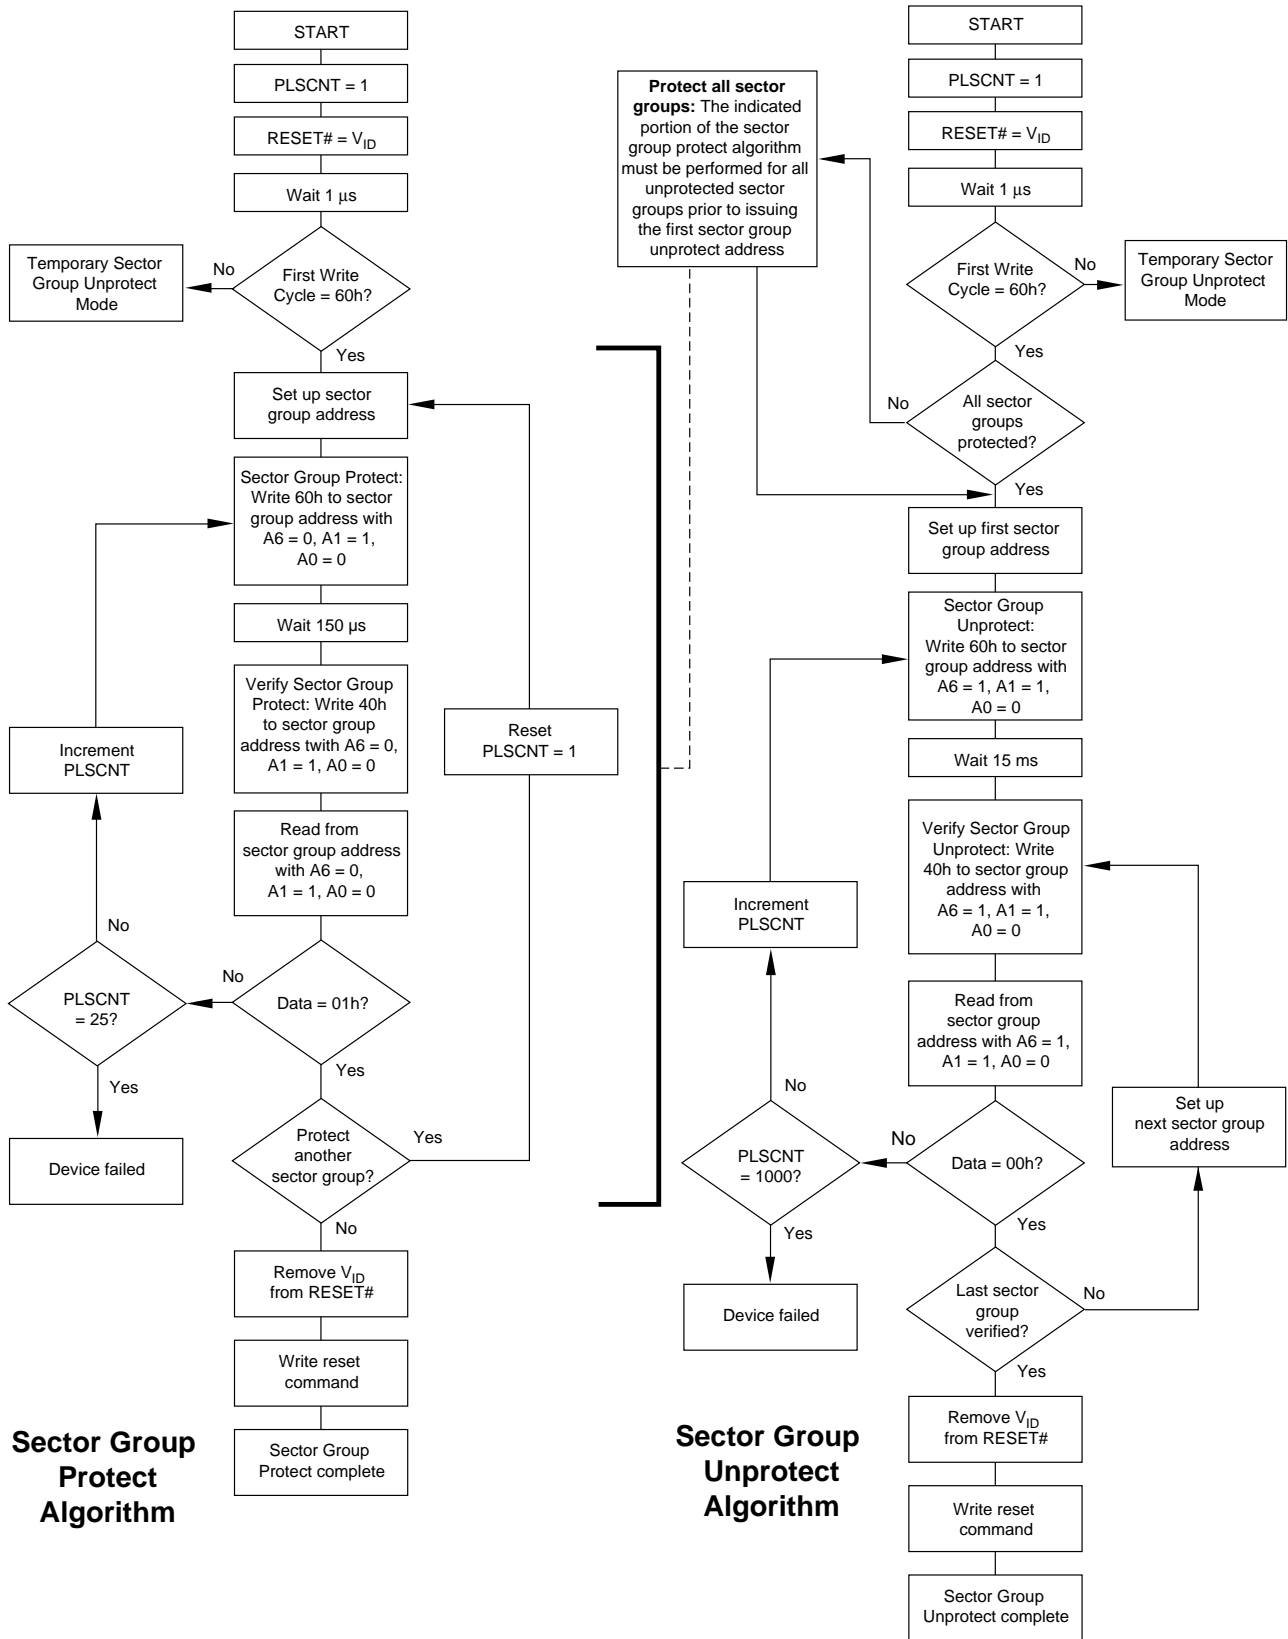 START
PLSCNT = 1
RESET# = VID
Wait 1 μs
First Write
Cycle = 60h?
No
Temporary Sector
Group Unprotect
Mode
Yes
Set up sector
group address
Sector Group Protect:
Write 60h to sector
group address with
A6 = 0, A1 = 1,
A0 = 0
Wait 150 μs
Verify Sector Group
Protect: Write 40h
to sector group
address twith A6 = 0,
A1 = 1, A0 = 0
Increment
PLSCNT
Reset
PLSCNT = 1
Read from
sector group address
with A6 = 0,
A1 = 1, A0 = 0
No
No
PLSCNT
= 25?
Data = 01h?
Yes
Yes
Device failed
Protect
another
sector group?
Yes
No
Remove VID
from RESET#
Write reset
command
Sector Group
Protect complete
Sector Group
Protect
Algorithm
Protect all sector
groups: The indicated
portion of the sector
group protect algorithm
must be performed for all
unprotected sector
groups prior to issuing
the first sector group
unprotect address
START
PLSCNT = 1
RESET# = VID
Wait 1 μs
First Write
Cycle = 60h?
No
Temporary Sector
Group Unprotect
Mode
Yes
No
All sector
groups
protected?
Yes
Set up first sector
group address
Sector Group
Unprotect:
Write 60h to sector
group address with
A6 = 1, A1 = 1,
A0 = 0
Wait 15 ms
Verify Sector Group
Unprotect: Write
40h to sector group
address with
A6 = 1, A1 = 1,
A0 = 0
Increment
PLSCNT
Read from
sector group
address with A6 = 1,
A1 = 1, A0 = 0
No
No
PLSCNT
= 1000?
Data = 00h?
Set up
next sector group
address
Yes
Yes
Device failed
Last sector
group
verified?
No
Yes
Remove VID
from RESET#
Write reset
command
Sector Group
Unprotect complete
Sector Group
Unprotect
Algorithm